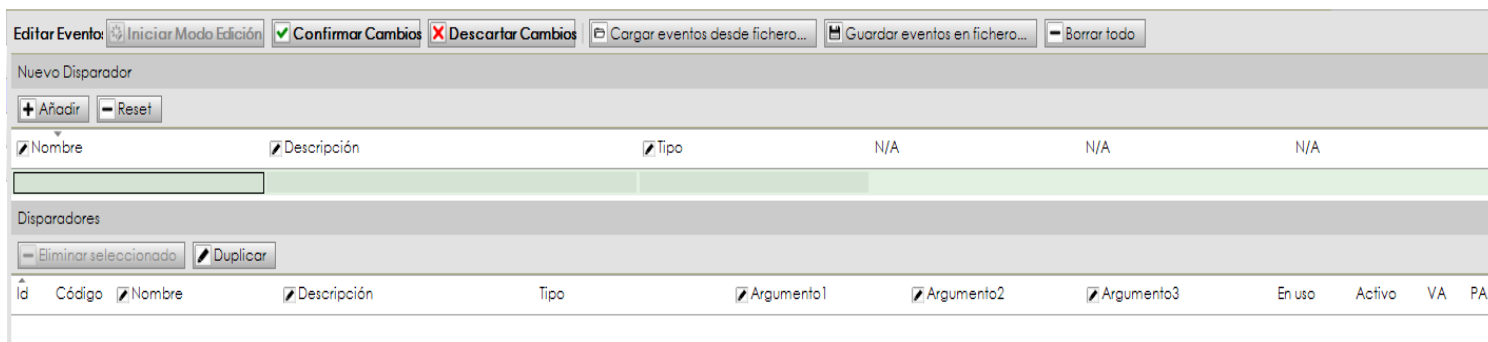 Editar Evento: Iniciar Modo Edición Confirmar Cambios Descartar Cambios Cargar eventos desde fichero... Guardar eventos en fichero... Borrar todo
Nuevo Disparador
Añadir Reset
Nombre Descripción Tipo N/A N/A N/A
Disparadores
Eliminar seleccionado Duplicar
Id Código Nombre Descripción Tipo Argumento1 Argumento2 Argumento3 En uso Activo VA PA